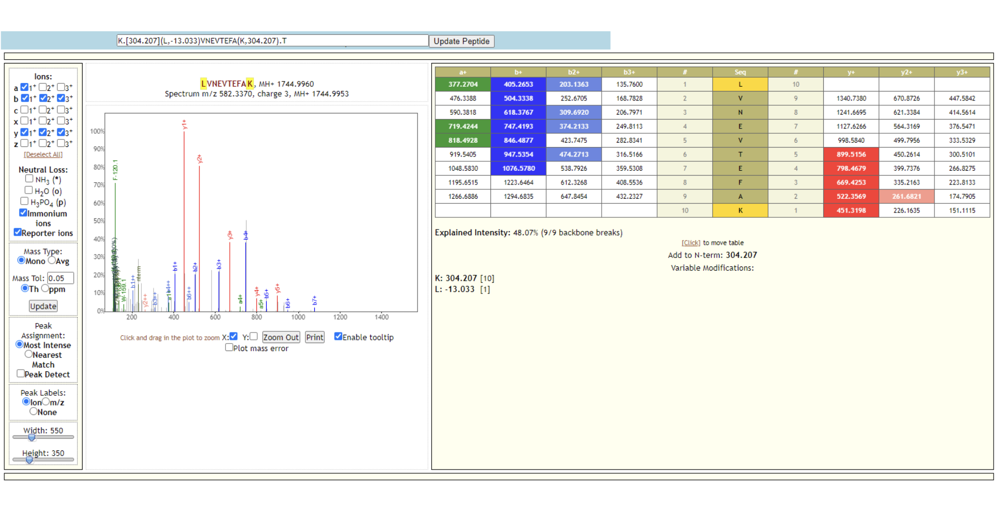 K.[304.207](L,-13.033)VNEVTEFA(K,304.207).T
Update Peptide
Ions:
a 1+ 2+ 3+
b 1+ 2+ 3+
c 1+ 2+ 3+
x 1+ 2+ 3+
y 1+ 2+ 3+
z 1+ 2+ 3+
[Deselect All]
Neutral Loss:
NH3 (*)
H2O (o)
H3PO4 (p)
Immonium
ions
Reporter ions
Mass Type:
Mono Avg
Mass Tol: 0.05
Th ppm
Update
Peak
Assignment:
Most Intense
Nearest
Match
Peak Detect
Peak Labels:
Ion m/z
None
Width: 550
Height: 350
LVNEVTEFAK, MH+ 1744.9960
Spectrum m/z 582.3370, charge 3, MH+ 1744.9953
100%
90%
80%
70%
60%
50%
40%
30%
20%
10%
0%
F-120.1
W-159.1
b1++
nterm
y2++
b3++
b4++
a1+
b1+
y1+
b6++
b2+
y2+
b3+
y3+
a4+
b4+
y4+
a5+
b5+
y5+
b6+
b7+
200 400 600 800 1000 1200 1400
Click and drag in the plot to zoom X: Y: Zoom Out Print Enable tooltip
Plot mass error
a+ b+ b2+ b3+ # Seq # y+ y2+ y3+
377.2704 405.2653 203.1363 135.7600 1 L 10
476.3388 504.3338 252.6705 168.7828 2 V 9 1340.7380 670.8726 447.5842
590.3818 618.3767 309.6920 206.7971 3 N 8 1241.6695 621.3384 414.5614
719.4244 747.4193 374.2133 249.8113 4 E 7 1127.6266 564.3169 376.5471
818.4928 846.4877 423.7475 282.8341 5 V 6 998.5840 499.7956 333.5329
919.5405 947.5354 474.2713 316.5166 6 T 5 899.5156 450.2614 300.5101
1048.5830 1076.5780 538.7926 359.5308 7 E 4 798.4679 399.7376 266.8275
1195.6515 1223.6464 612.3268 408.5536 8 F 3 669.4253 335.2163 223.8133
1266.6886 1294.6835 647.8454 432.2327 9 A 2 522.3569 261.6821 174.7905
10 K 1 451.3198 226.1635 151.1115
Explained Intensity: 48.07% (9/9 backbone breaks)
[Click] to move table
Add to N-term: 304.207
Variable Modifications:
K: 304.207 [10]
L: -13.033 [1]